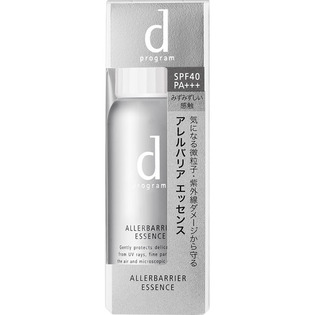 d
program
SPF40
PA+++
みずみずしい
感触
気になる微粒子・紫外線ダメージから守る
アレルバリア エッセンス
d
program
ALLERBARRIER
ESSENCE
Gently protects delic
from UV rays, fine par
the air and microscopic
ALLERBARRIER
ESSENCE